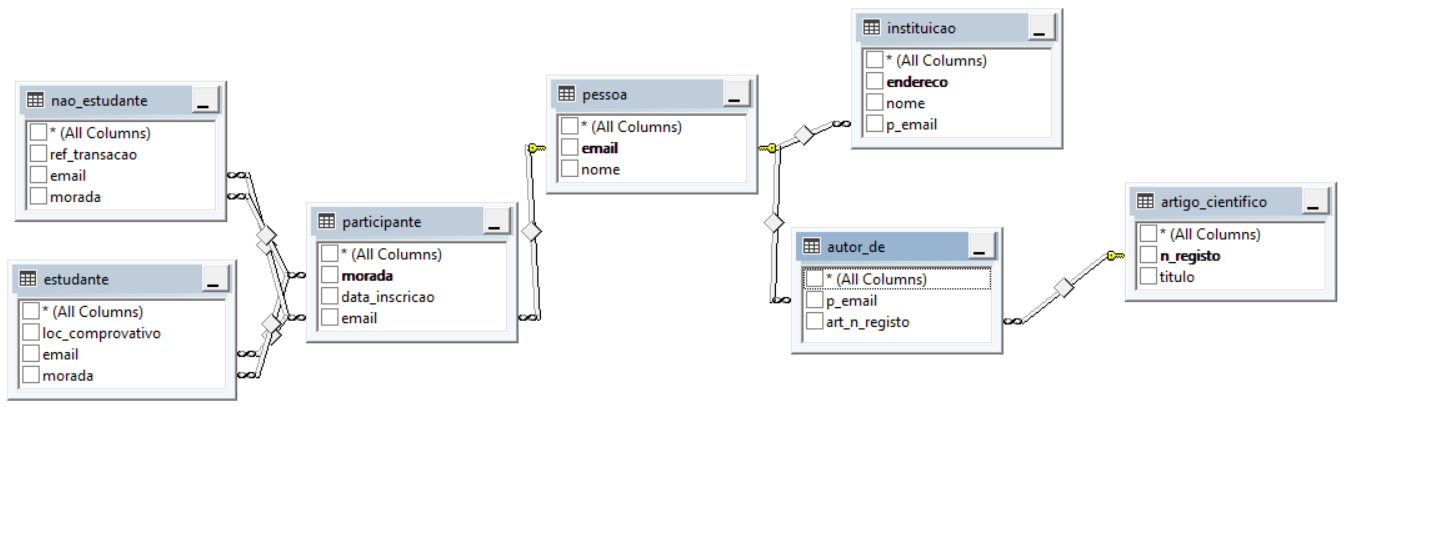 nao_estudante
* (All Columns)
ref_transacao
email
morada
estudante
* (All Columns)
loc_comprovativo
email
morada
participante
* (All Columns)
morada
data_inscricao
email
pessoa
* (All Columns)
email
nome
instituicao
* (All Columns)
endereco
nome
p_email
autor_de
* (All Columns)
p_email
art_n_registo
artigo_cientifico
* (All Columns)
n_registo
titulo